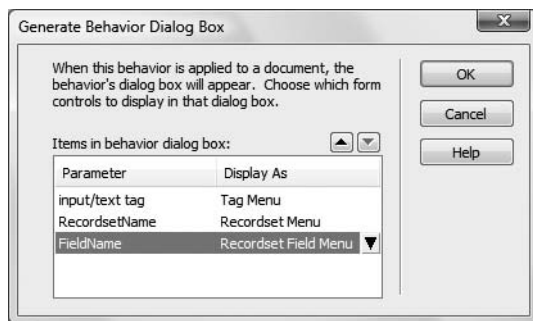 Generate Behavior Dialog Box
When this behavior is applied to a document, the
behavior's dialog box will appear. Choose which form
controls to display in that dialog box.
OK
Cancel
Help
Items in behavior dialog box:
Parameter Display As
input/text tag Tag Menu
RecordsetName Recordset Menu
FieldName Recordset Field Menu